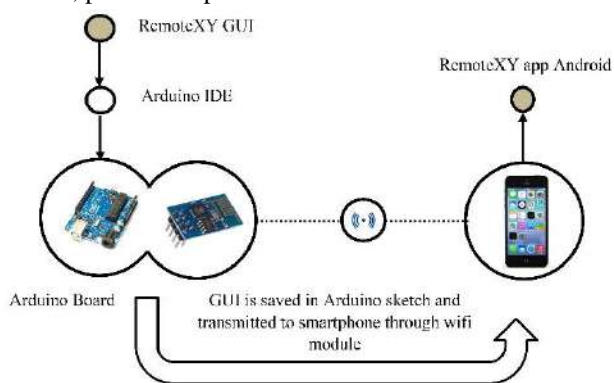 RemoteXY GUI
RemoteXY app Android
Arduino IDE
Arduino Board
GUI is saved in Arduino sketch and
transmitted to smartphone through wifi
module